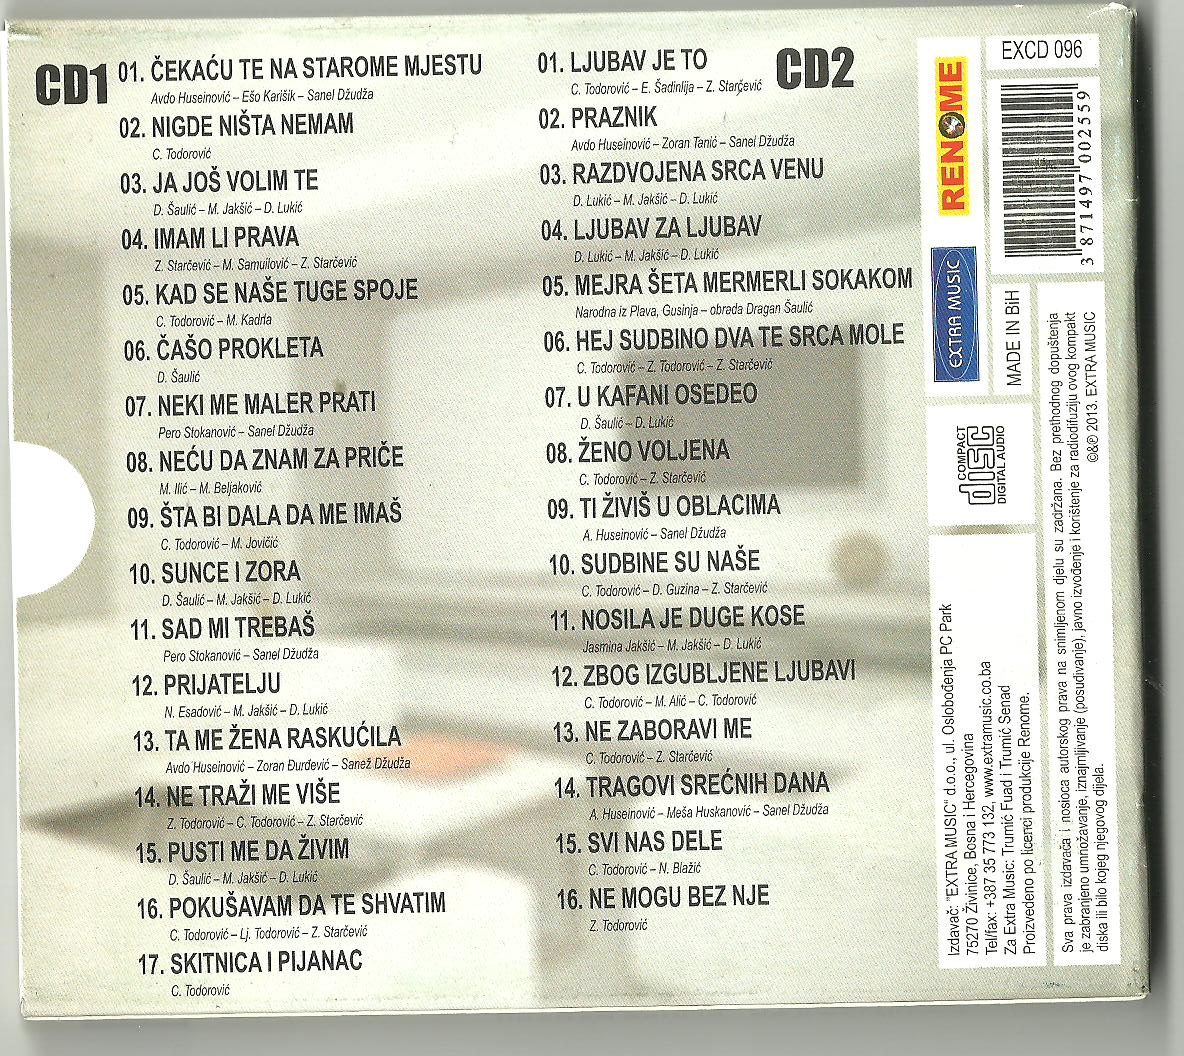 CD1
01. ČEKAĆU TE NA STAROME MJESTU
Avdo Huseinović – Ešo Karišik – Sanel Džudža
02. NIGDE NIŠTA NEMAM
C. Todorović
03. JA JOŠ VOLIM TE
D. Šaulić – M. Jakšić – D. Lukić
04. IMAM LI PRAVA
Z. Starčević – M. Samuilović – Z. Starčević
05. KAD SE NAŠE TUGE SPOJE
C. Todorović – M. Kadrla
06. ČAŠO PROKLETA
D. Šaulić
07. NEKI ME MALER PRATI
Pero Stokanović – Sanel Džudža
08. NEĆU DA ZNAM ZA PRIČE
M. Ilić – M. Beljaković
09. ŠTA BI DALA DA ME IMAŠ
C. Todorović – M. Jovičić
10. SUNCE I ZORA
D. Šaulić – M. Jakšić – D. Lukić
11. SAD MI TREBAŠ
Pero Stokanović – Sanel Džudža
12. PRIJATELJU
N. Esadović – M. Jakšić – D. Lukić
13. TA ME ŽENA RASKUĆILA
Avdo Huseinović – Zoran Đurđević – Sanež Džudža
14. NE TRAŽI ME VIŠE
Z. Todorović – C. Todorović – Z. Starčević
15. PUSTI ME DA ŽIVIM
D. Šaulić – M. Jakšić – D. Lukić
16. POKUŠAVAM DA TE SHVATIM
C. Todorović – Lj. Todorović – Z. Starčević
17. SKITNICA I PIJANAC
C. Todorović
CD2
01. LJUBAV JE TO
C. Todorović – E. Šadinlija – Z. Starčević
02. PRAZNIK
Avdo Huseinović – Zoran Tanić – Sanel Džudža
03. RAZDVOJENA SRCA VENU
D. Lukić – M. Jakšić – D. Lukić
04. LJUBAV ZA LJUBAV
D. Lukić – M. Jakšić – D. Lukić
05. MEJRA ŠETA MERMERLI SOKAKOM
Narodna iz Plava, Gusinja – obrada Dragan Šaulić
06. HEJ SUDBINO DVA TE SRCA MOLE
C. Todorović – Z. Todorović – Z. Starčević
07. U KAFANI OSEDEO
D. Šaulić – D. Lukić
08. ŽENO VOLJENA
C. Todorović – Z. Starčević
09. TI ŽIVIŠ U OBLACIMA
A. Huseinović – Sanel Džudža
10. SUDBINE SU NAŠE
C. Todorović – D. Guzina – Z. Starčević
11. NOSILA JE DUGE KOSE
Jasmina Jakšić – M. Jakšić – D. Lukić
12. ZBOG IZGUBLJENE LJUBAVI
C. Todorović – M. Alić – C. Todorović
13. NE ZABORAVI ME
C. Todorović – Z. Starčević
14. TRAGOVI SREĆNIH DANA
A. Huseinović – Meša Huskanović – Sanel Džudža
15. SVI NAS DELE
C. Todorović – N. Blažić
16. NE MOGU BEZ NJE
Z. Todorović
EXCD 096
RENOME
3 871497 002559
EXTRA MUSIC
MADE IN BiH
COMPACT
disc
DIGITAL AUDIO
Izdavač: "EXTRA MUSIC" d.o.o., ul. Oslobođenja PC Park
75270 Živinice, Bosna i Hercegovina
Tel/fax: +387 35 773 132, www.extramusic.co.ba
Za Extra Music: Trumić Fuad i Trumić Senad
Proizvedeno po licenci produkcije Renome.
Sva prava izdavača i nosioca autorskog prava na snimljenom djelu su zadržana. Bez prethodnog dopuštenja
je zabranjeno umnožavanje, iznajmljivanje (posuđivanje), javno izvođenje i korištenje za radiodifuziju ovog kompakt
diska ili bilo kojeg njegovog dijela.
©&℗ 2013. EXTRA MUSIC